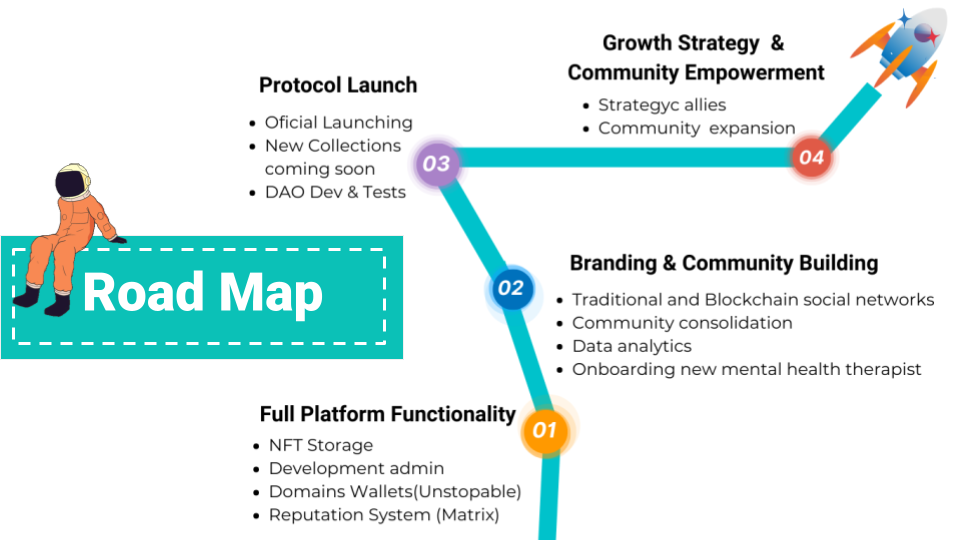 Growth Strategy &
Community Empowerment
• Strategyc allies
• Community expansion
04
Protocol Launch
• Oficial Launching
• New Collections
coming soon
• DAO Dev & Tests
03
Road Map
02
Branding & Community Building
• Traditional and Blockchain social networks
• Community consolidation
• Data analytics
• Onboarding new mental health therapist
Full Platform Functionality
• NFT Storage
• Development admin
• Domains Wallets(Unstopable)
• Reputation System (Matrix)
01